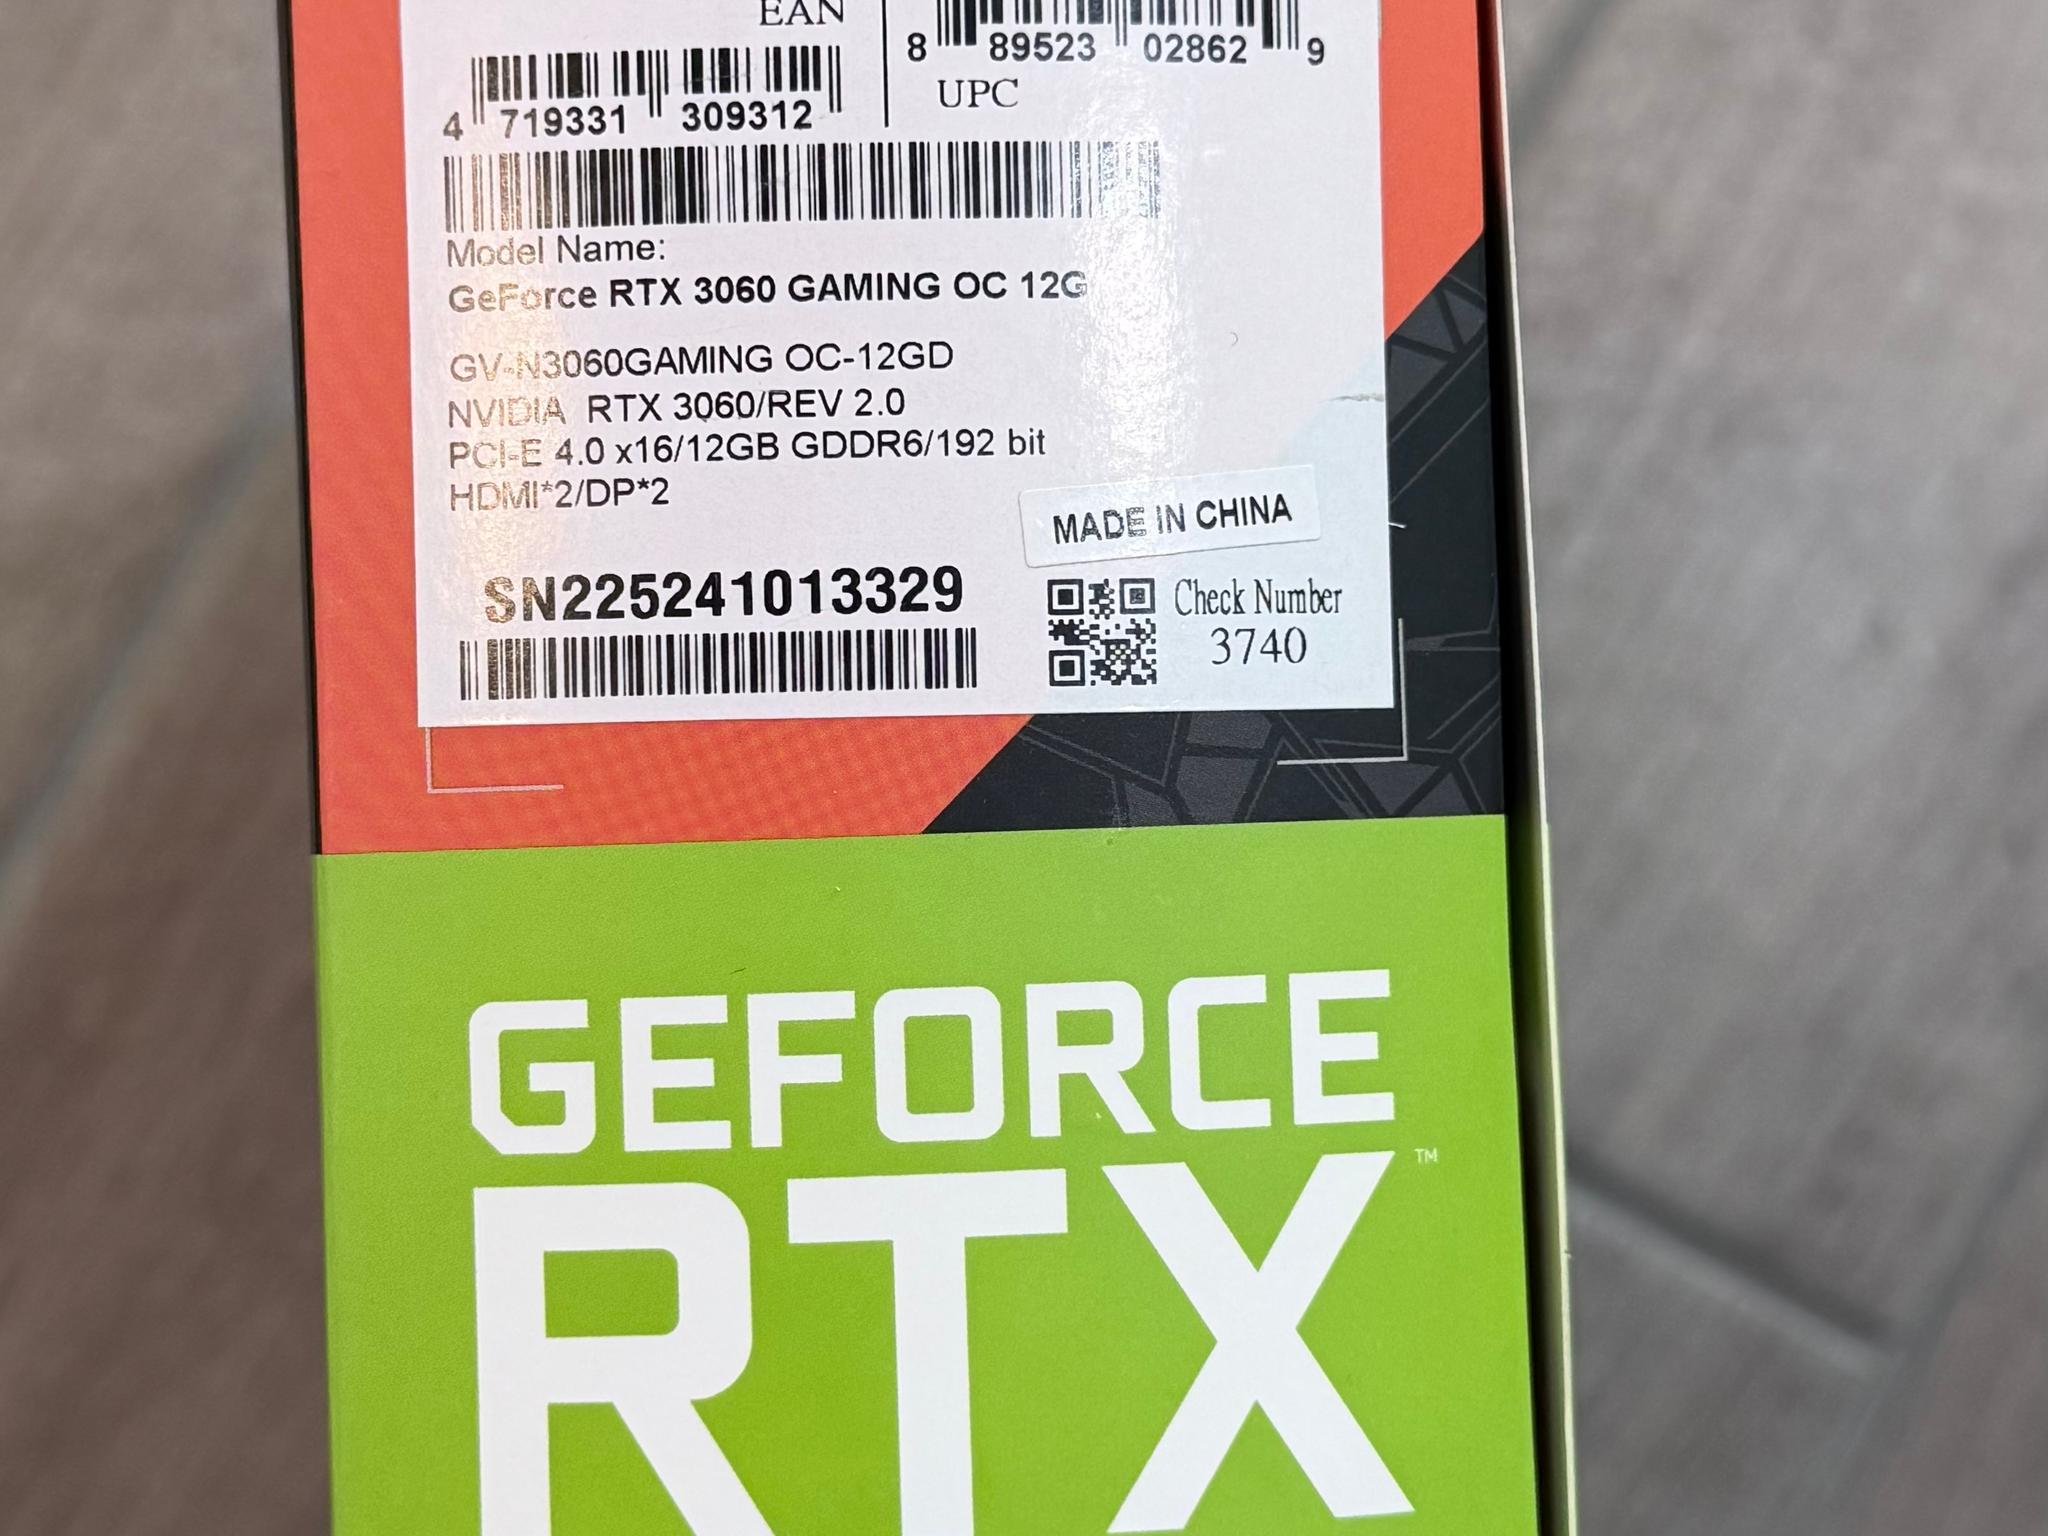 EAN
8 89523 02862 9
UPC
4 719331 309312
Model Name:
GeForce RTX 3060 GAMING OC 12G
GV-N3060GAMING OC-12GD
NVIDIA RTX 3060/REV 2.0
PCI-E 4.0 x16/12GB GDDR6/192 bit
HDMI*2/DP*2
MADE IN CHINA
SN225241013329
Check Number
3740
GEFORCE
RTX™